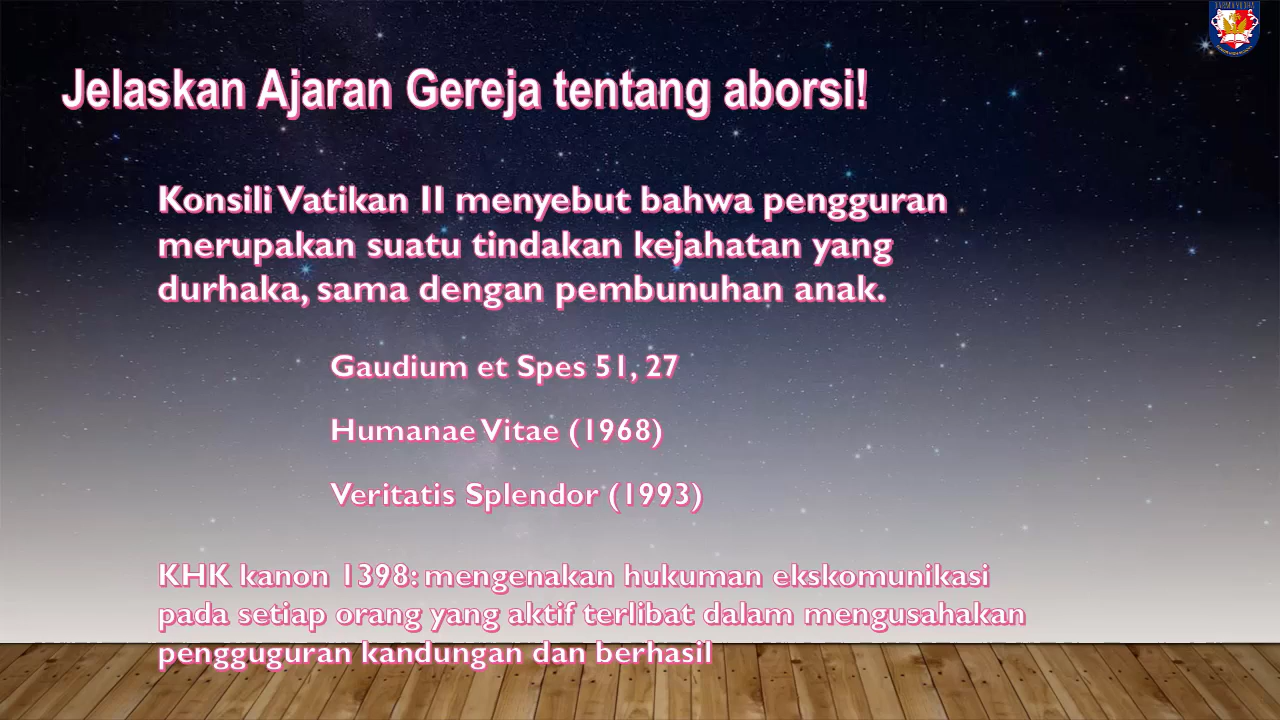 Jelaskan Ajaran Gereja tentang aborsi!
Konsili Vatikan II menyebut bahwa pengguran
merupakan suatu tindakan kejahatan yang
durhaka, sama dengan pembunuhan anak.
Gaudium et Spes 51, 27
Humanae Vitae (1968)
Veritatis Splendor (1993)
KHK kanon 1398: mengenakan hukuman ekskomunikasi
pada setiap orang yang aktif terlibat dalam mengusahakan
pengguguran kandungan dan berhasil